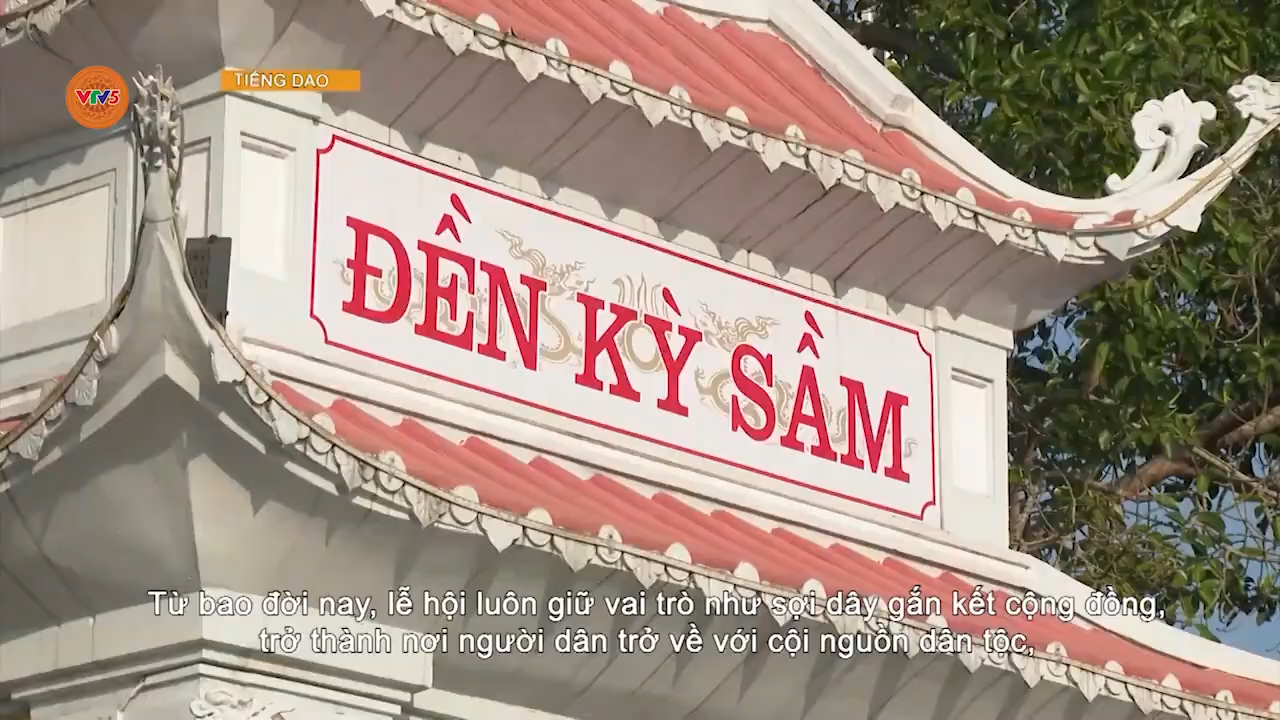 VTV5
TIẾNG DAO
ĐỀN KỲ SẦM
Từ bao đời nay, lễ hội luôn giữ vai trò như sợi dây gắn kết cộng đồng,
trở thành nơi người dân trở về với cội nguồn dân tộc,